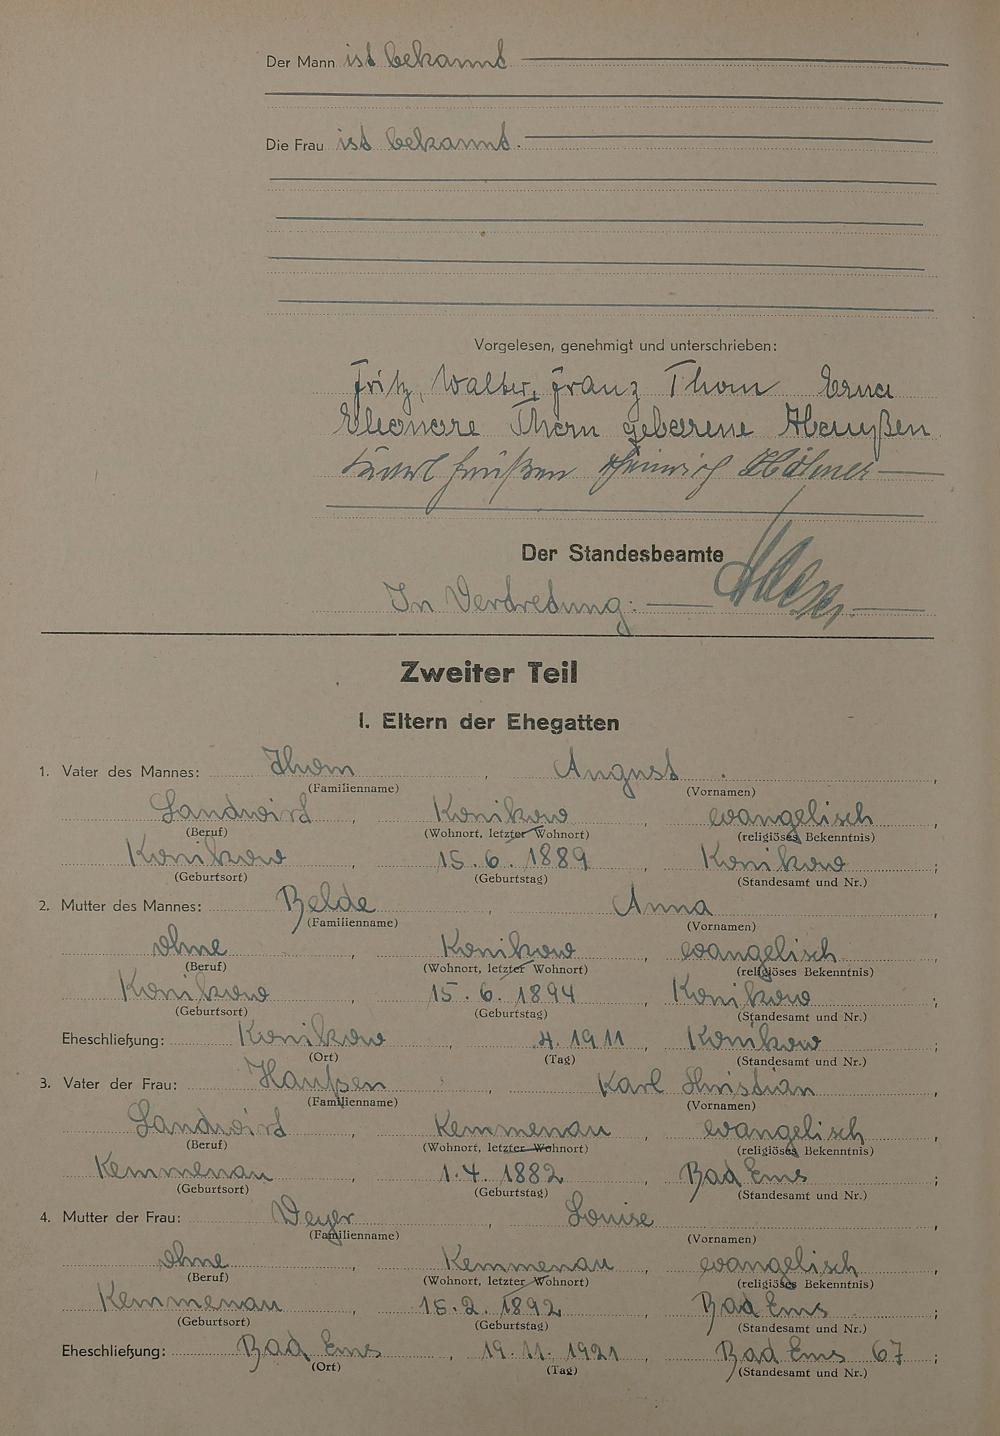 Der Mann ist bekannt
Die Frau ist bekannt.
Vorgelesen, genehmigt und unterschrieben:
Fritz, Walter, Franz Thom Erna
Eleonore Thom geborene
Heinrich
Der Standesbeamte
In Vertretung:
Zweiter Teil
I. Eltern der Ehegatten
1. Vater des Mannes: Thom, August,
(Familienname) (Vornamen)
Landwird, Konikow, evangelisch
(Beruf) (Wohnort, letzter Wohnort) (religiöses Bekenntnis)
Konikow, 15.6.1889, Konikow;
(Geburtsort) (Geburtstag) (Standesamt und Nr.)
2. Mutter des Mannes: Belde, Anna,
(Familienname) (Vornamen)
ohne, Konikow, evangelisch
(Beruf) (Wohnort, letzter Wohnort) (religiöses Bekenntnis)
Konikow, 15.6.1894, Konikow;
(Geburtsort) (Geburtstag) (Standesamt und Nr.)
Eheschließung: Konikow, 4.1911, Konikow;
(Ort) (Tag) (Standesamt und Nr.)
3. Vater der Frau: Haußen, Karl Christian,
(Familienname) (Vornamen)
Landwird, Kemmenau, evangelisch
(Beruf) (Wohnort, letzter Wohnort) (religiöses Bekenntnis)
Kemmenau, 1.4.1882, Bad Ems;
(Geburtsort) (Geburtstag) (Standesamt und Nr.)
4. Mutter der Frau: Weyer, Louise,
(Familienname) (Vornamen)
ohne, Kemmenau, evangelisch,
(Beruf) (Wohnort, letzter Wohnort) (religiöses Bekenntnis)
Kemmenau, 2.1892, Bad Ems;
(Geburtsort) (Geburtstag) (Standesamt und Nr.)
Eheschließung: Bad Ems, 19.11.1921, Bad Ems 67;
(Ort) (Tag) (Standesamt und Nr.)